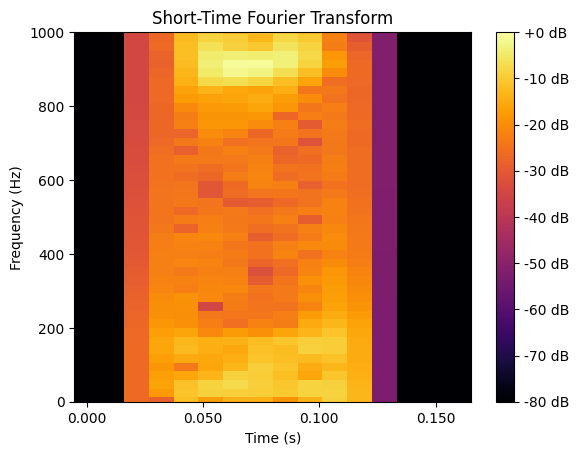 Short-Time Fourier Transform
1000
800
600
400
200
0
Frequency (Hz)
0.000
0.050
0.100
0.150
Time (s)
+0 dB
-10 dB
-20 dB
-30 dB
-40 dB
-50 dB
-60 dB
-70 dB
-80 dB